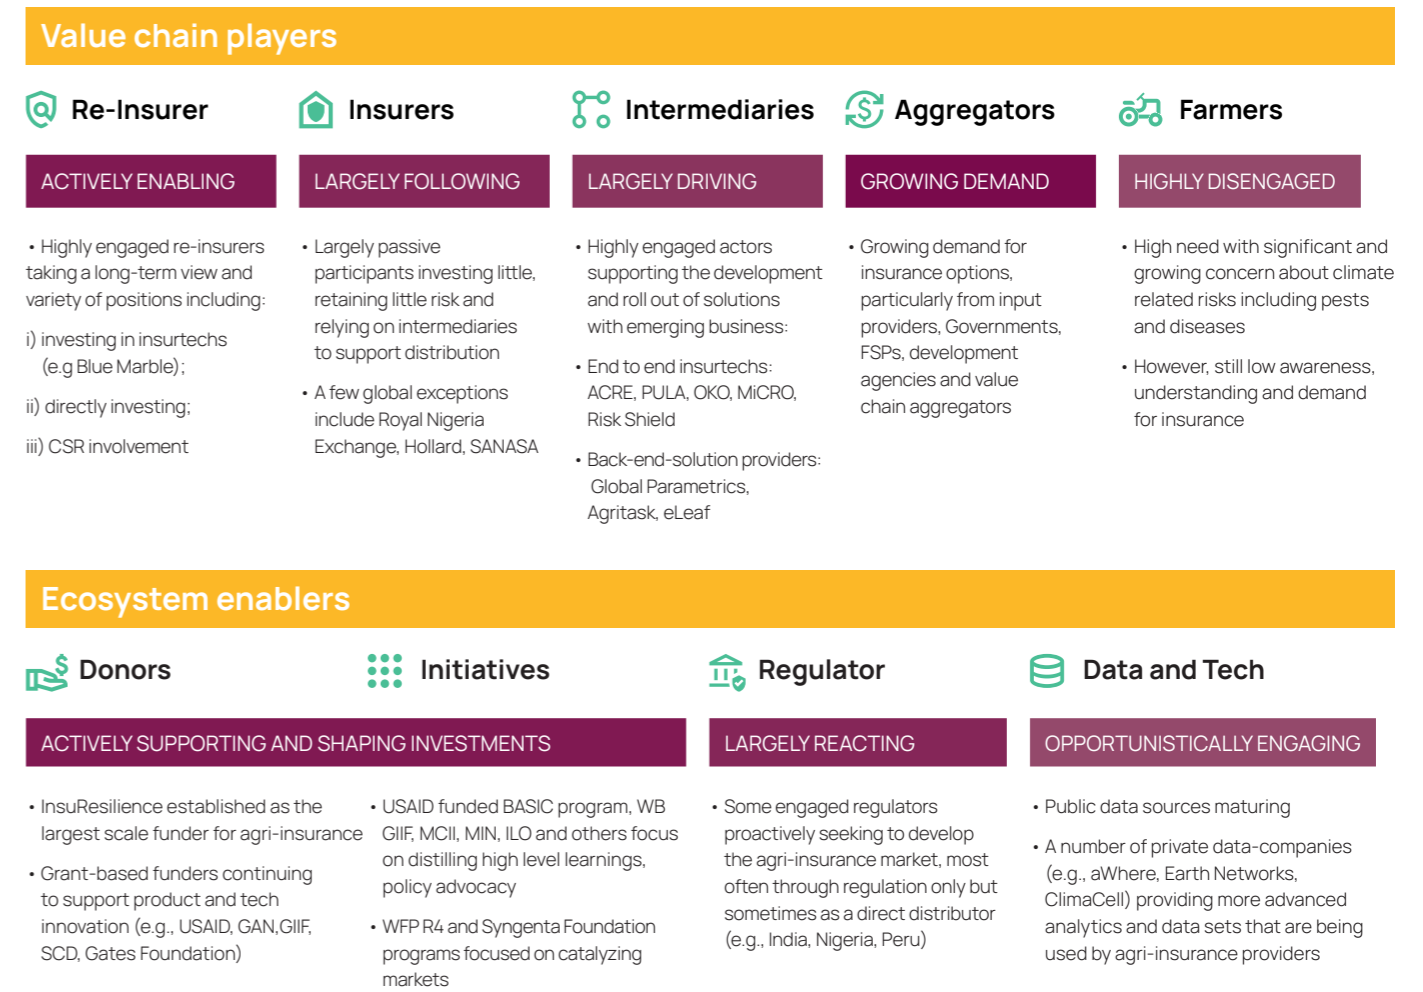 Value chain players
Re-Insurer
ACTIVELY ENABLING
• Highly engaged re-insurers
taking a long-term view and
variety of positions including:
i) investing in insurtechs
(e.g Blue Marble);
ii) directly investing;
iii) CSR involvement
Insurers
LARGELY FOLLOWING
• Largely passive
participants investing little,
retaining little risk and
relying on intermediaries
to support distribution
• A few global exceptions
include Royal Nigeria
Exchange, Hollard, SANASA
Intermediaries
LARGELY DRIVING
• Highly engaged actors
supporting the development
and roll out of solutions
with emerging business:
• End to end insurtechs:
ACRE, PULA, OKO, MiCRO,
Risk Shield
• Back-end-solution providers:
Global Parametrics,
Agritask, eLeaf
Aggregators
GROWING DEMAND
• Growing demand for
insurance options,
particularly from input
providers, Governments,
FSPs, development
agencies and value
chain aggregators
Farmers
HIGHLY DISENGAGED
• High need with significant and
growing concern about climate
related risks including pests
and diseases
• However, still low awareness,
understanding and demand
for insurance
Ecosystem enablers
Donors
Initiatives
ACTIVELY SUPPORTING AND SHAPING INVESTMENTS
• InsuResilience established as the
largest scale funder for agri-insurance
• Grant-based funders continuing
to support product and tech
innovation (e.g., USAID, GAN,GIIF,
SCD, Gates Foundation)
• USAID funded BASIC program, WB
GIIF, MCII, MIN, ILO and others focus
on distilling high level learnings,
policy advocacy
• WFP R4 and Syngenta Foundation
programs focused on catalyzing
markets
Regulator
LARGELY REACTING
• Some engaged regulators
proactively seeking to develop
the agri-insurance market, most
often through regulation only but
sometimes as a direct distributor
(e.g., India, Nigeria, Peru)
Data and Tech
OPPORTUNISTICALLY ENGAGING
• Public data sources maturing
• A number of private data-companies
(e.g., aWhere, Earth Networks,
ClimaCell) providing more advanced
analytics and data sets that are being
used by agri-insurance providers